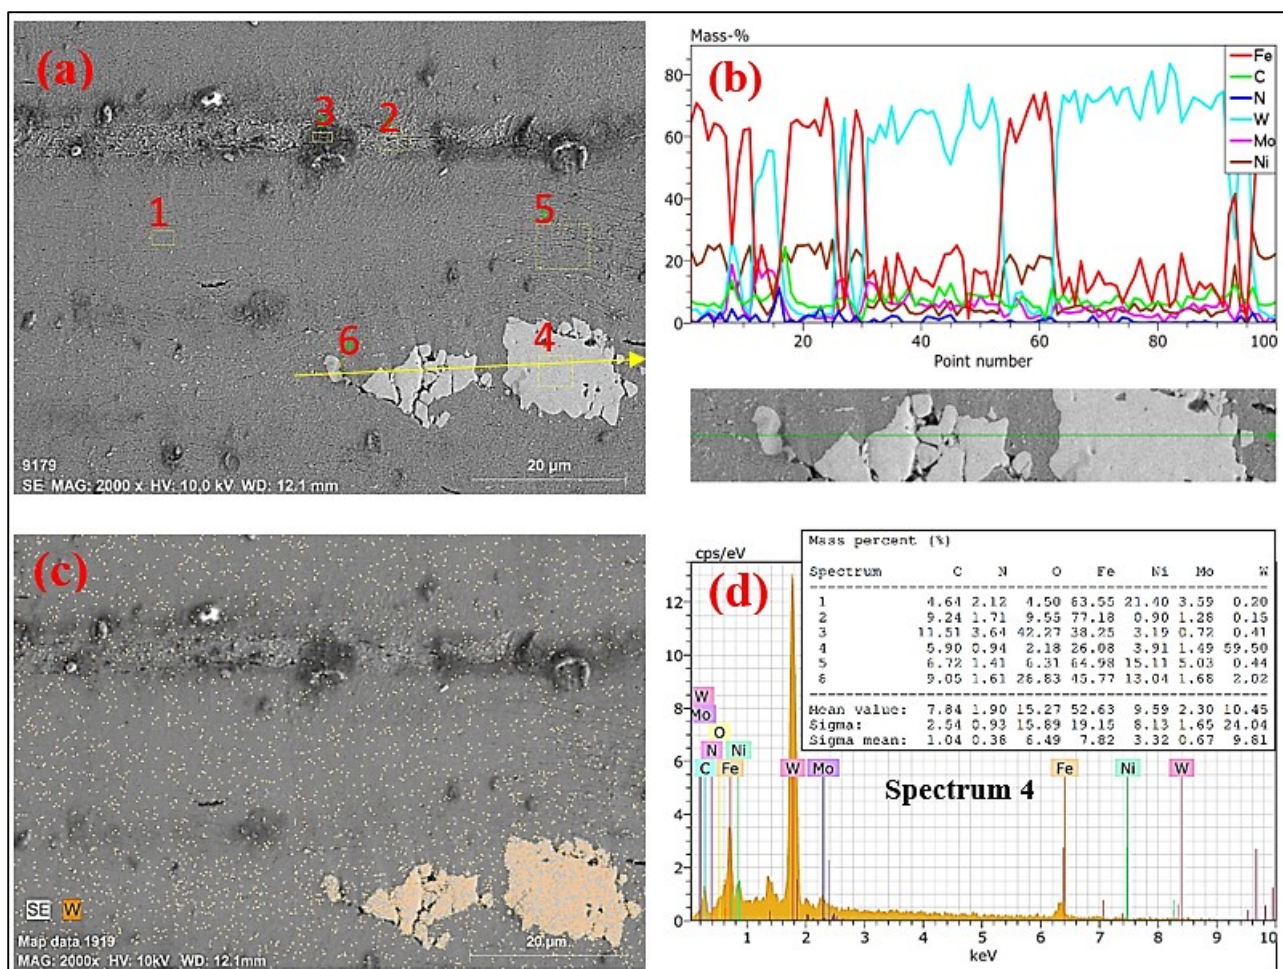 (a)
3
2
1
5
6
4
9179
SE MAG: 2000 x HV: 10,0 kV WD: 12.1 mm
20 µm
Mass-%
(b)
Fe
C
N
W
Mo
Ni
80
60
40
20
0
20 40 60 80 100
Point number
(c)
SE W
Map data 1919
MAG: 2000x HV: 10kV WD: 12.1mm
20 µm
cps/eV
(d)
Mass percent (%)
Spectrum C N O Fe Ni Mo W
1 4.64 2.12 4.50 63.55 21.40 3.59 0.20
2 9.24 1.71 9.55 77.18 0.90 1.28 0.15
3 11.51 3.64 42.27 38.25 3.19 0.72 0.41
4 5.90 0.94 2.18 26.08 3.91 1.49 59.50
5 6.72 1.41 6.31 64.98 15.11 5.03 0.44
6 9.05 1.61 26.83 45.77 13.04 1.68 2.02
Mean value: 7.84 1.90 15.27 52.63 9.59 2.30 10.45
Sigma: 2.54 0.93 15.89 19.15 8.13 1.65 24.04
Sigma mean: 1.04 0.38 6.49 7.82 3.32 0.67 9.81
12
10
8
6
4
2
0
W
Mo
O
N Ni
C Fe W Mo Fe Ni W
Spectrum 4
1 2 3 4 5 6 7 8 9 10
keV